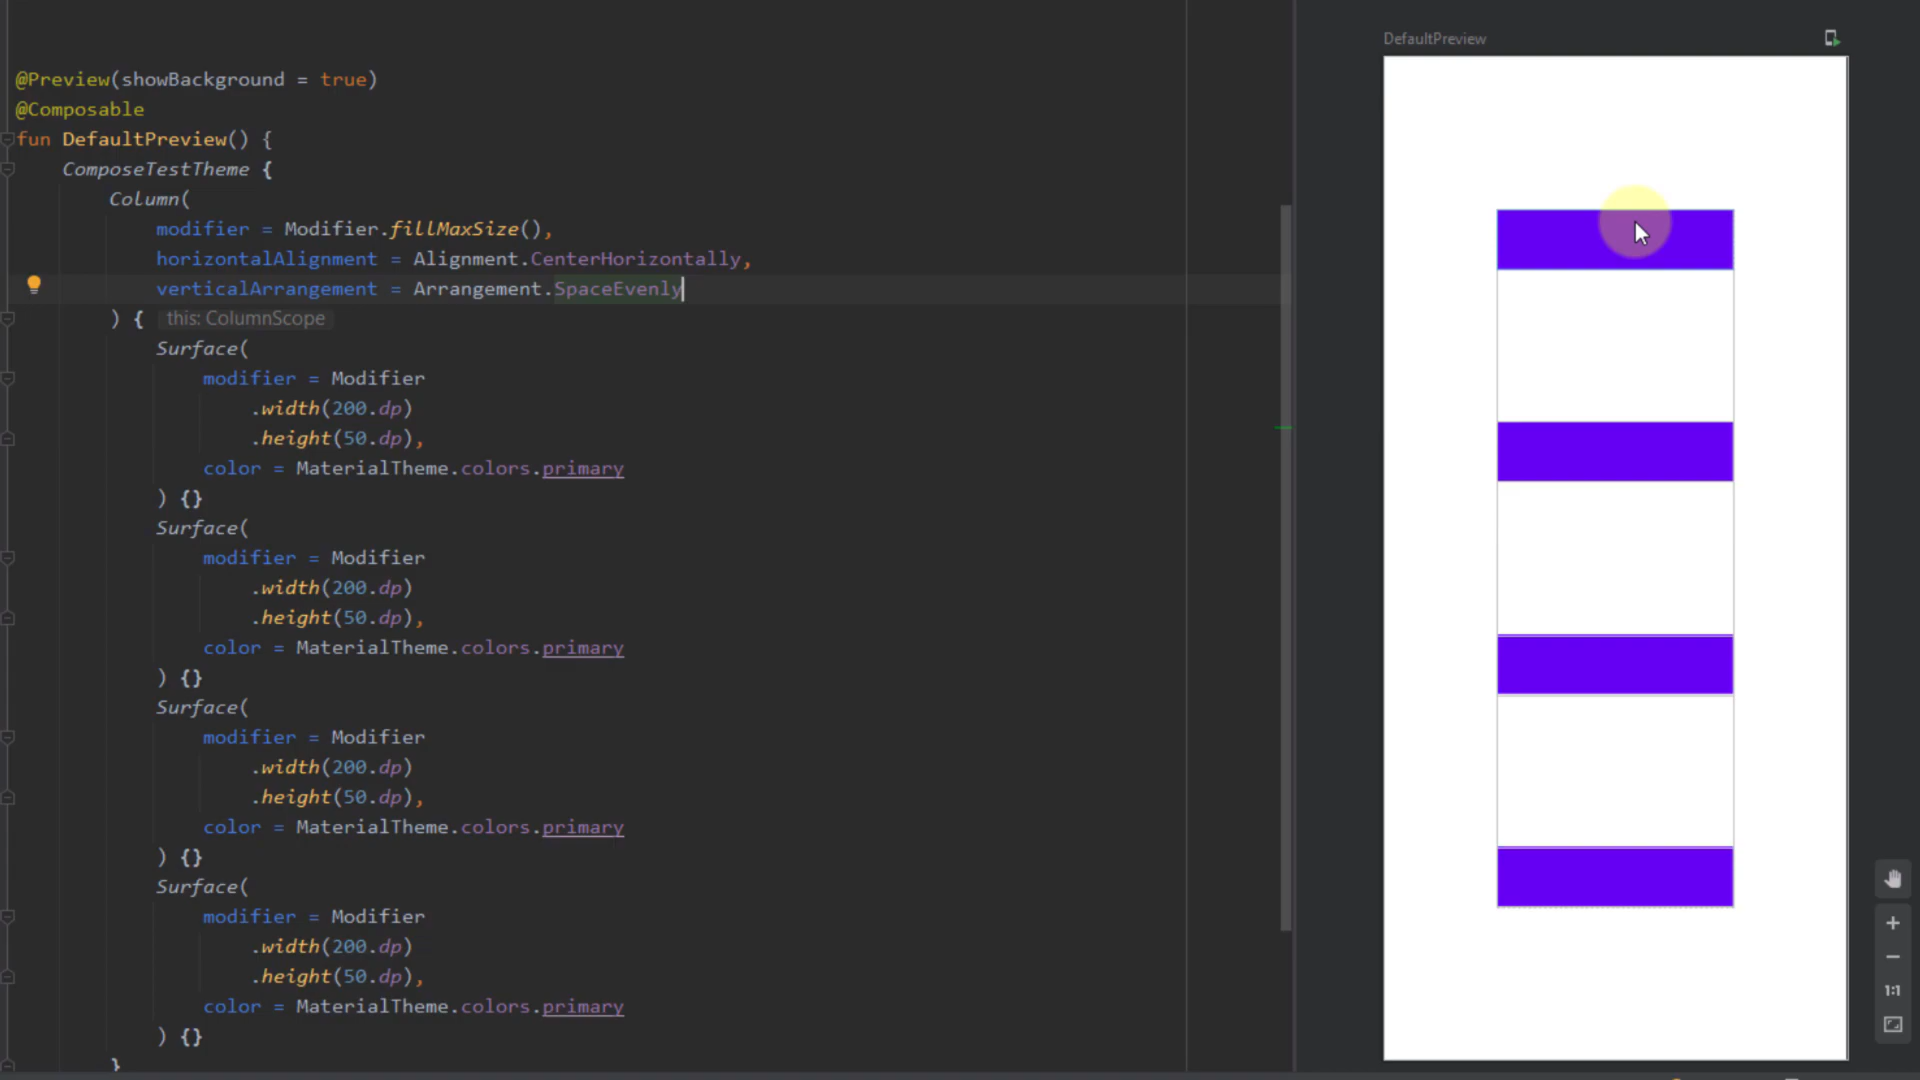 DefaultPreview
@Preview(showBackground = true)
@Composable
fun DefaultPreview() {
ComposeTestTheme {
Column(
modifier = Modifier.fillMaxSize(),
horizontalAlignment = Alignment.CenterHorizontally,
verticalArrangement = Arrangement.SpaceEvenly
) { this: ColumnScope
Surface(
modifier = Modifier
.width(200.dp)
.height(50.dp),
color = MaterialTheme.colors.primary
) {}
Surface(
modifier = Modifier
.width(200.dp)
.height(50.dp),
color = MaterialTheme.colors.primary
) {}
Surface(
modifier = Modifier
.width(200.dp)
.height(50.dp),
color = MaterialTheme.colors.primary
) {}
Surface(
modifier = Modifier
.width(200.dp)
.height(50.dp),
color = MaterialTheme.colors.primary
) {}
}
1:1